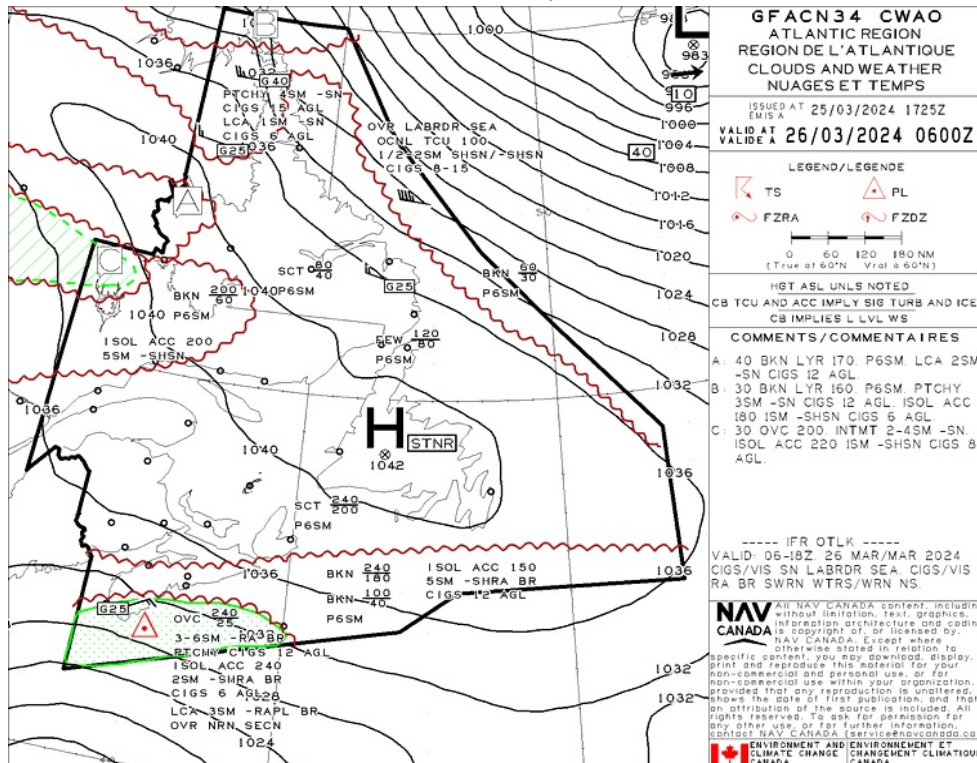 GFACN34 CWAO
ATLANTIC REGION
REGION DE L'ATLANTIQUE
CLOUDS AND WEATHER
NUAGES ET TEMPS
ISSUED AT
EMIS A
25/03/2024 1725Z
VALID AT
VALIDE A
26/03/2024 0600Z
LEGEND/LÉGENDE
TS
PL
FZRA
FZDZ
0 60 120 180 NM
(True at 60°N Vrai à 60°N)
HGT ASL UNLS NOTED
CB TCU AND ACC IMPLY SIG TURB AND ICE
CB IMPLIES L LVL WS
COMMENTS/COMMENTAIRES
A: 40 BKN LYR 170. P6SM. LCA 2SM
-SN CIGS 12 AGL.
B: 30 BKN LYR 160. P6SM. PTCHY
3SM -SN CIGS 12 AGL. ISOL ACC
180 1SM -SHSN CIGS 6 AGL.
C: 30 OVC 200. INTMT 2-4SM -SN.
ISOL ACC 220 1SM -SHSN CIGS 8
AGL.
----- IFR OTLK -----
VALID: 06-18Z. 26 MAR/MAR 2024
CIGS/VIS SN LABRDR SEA. CIGS/VIS
RA BR SWRN WTRS/WRN NS.
NAV
CANADA
All NAV CANADA content, including
without limitation, text, graphics,
information architecture and coding
is copyright of, or licensed by,
NAV CANADA. Except where
otherwise stated in relation to
specific content, you may download, display,
print and reproduce this material for your
non-commercial and personal use, or for
non-commercial use within your organization,
provided that any reproduction is unaltered,
shows the date of first publication, and that
an attribution of the source is included. All
rights reserved. To ask for permission for
any other use, or for further information,
contact NAV CANADA (service@navcanada.ca
ENVIRONMENT AND
CLIMATE CHANGE
CANADA
ENVIRONNEMENT ET
CHANGEMENT CLIMATIQUE
CANADA
B
1000
L
983
10
996
1000
1004
40
1008
1012
1016
1020
1024
1028
1032
1036
1036
1032
1032
1036
1032
G40
PTCHY 4SM -SN
CIGS 15 AGL
LCA 1SM -SN
CIGS 6 AGL
G25
1036
1040
1040
OVR LABRDR SEA
OCNL TCU 100
1/2-2SM SHSN/-SHSN
CIGS 8-15
50
A
C
SCT 80/40
P6SM
G25
BKN 60/30
P6SM
BKN 200/60
P6SM
1040
1040
ISOL ACC 200
5SM -SHSN
FEW 120/80
P6SM
1036
H
STNR
1042
1040
SCT 240/200
P6SM
1036
BKN 240/180
BKN 100/40
P6SM
ISOL ACC 150
5SM -SHRA BR
CIGS 12 AGL
G25
OVC 240/25
3-6SM -RA BR
1032
PTCHY CIGS 12 AGL
ISOL ACC 240
2SM -SHRA BR
CIGS 6 AGL
1028
LCA 3SM -RAPL BR
OVR NRN SECN
1024